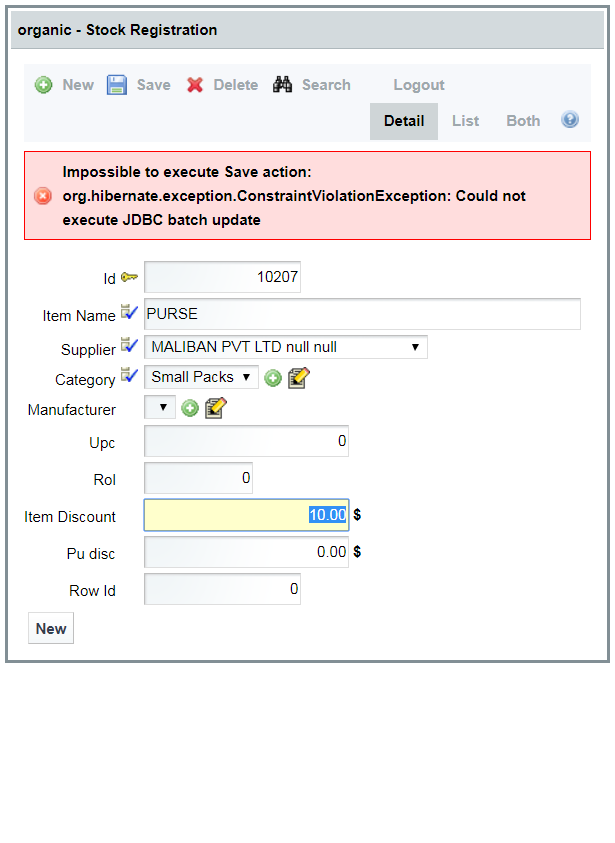 organic - Stock Registration
New Save Delete Search Logout
Detail List Both
Impossible to execute Save action:
org.hibernate.exception.ConstraintViolationException: Could not
execute JDBC batch update
Id 10207
Item Name PURSE
Supplier MALIBAN PVT LTD null null
Category Small Packs
Manufacturer
Upc 0
Rol 0
Item Discount 10.00 $
Pu disc 0.00 $
Row Id 0
New